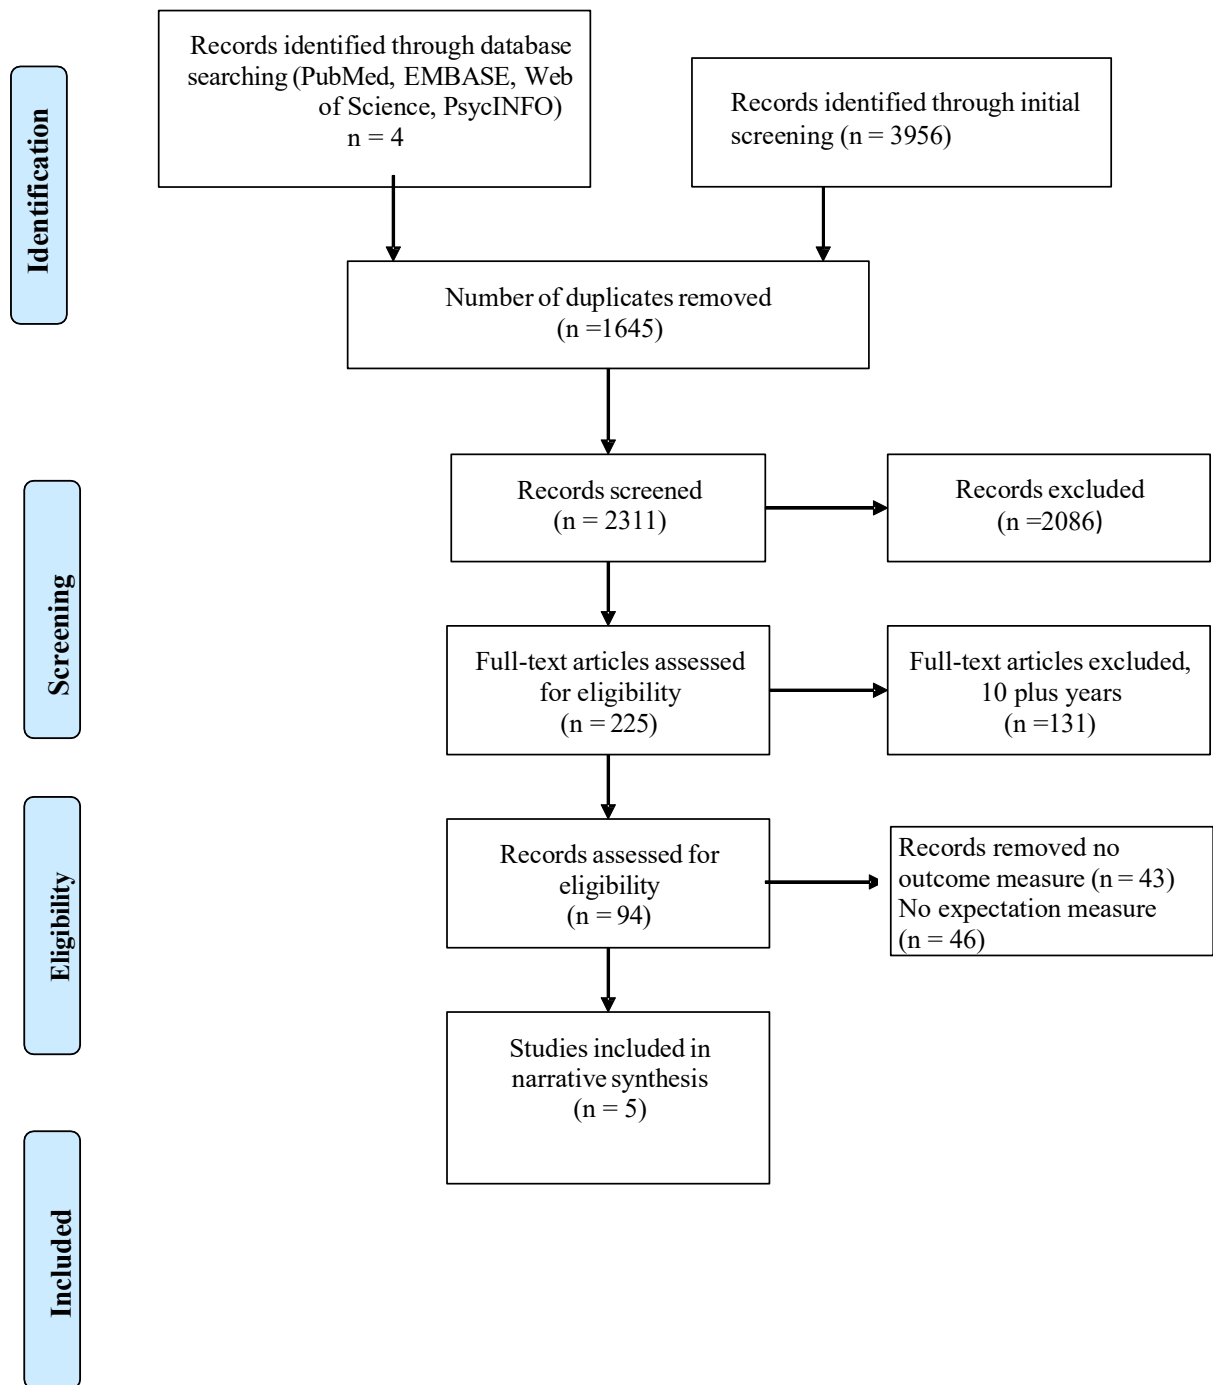 Identification
Records identified through database
searching (PubMed, EMBASE, Web
of Science, PsycINFO)
n = 4
Records identified through initial
screening (n = 3956)
Number of duplicates removed
(n =1645)
Screening
Records screened
(n = 2311)
Records excluded
(n =2086)
Full-text articles assessed
for eligibility
(n = 225)
Full-text articles excluded,
10 plus years
(n =131)
Eligibility
Records assessed for
eligibility
(n = 94)
Records removed no
outcome measure (n = 43)
No expectation measure
(n = 46)
Studies included in
narrative synthesis
(n = 5)
Included